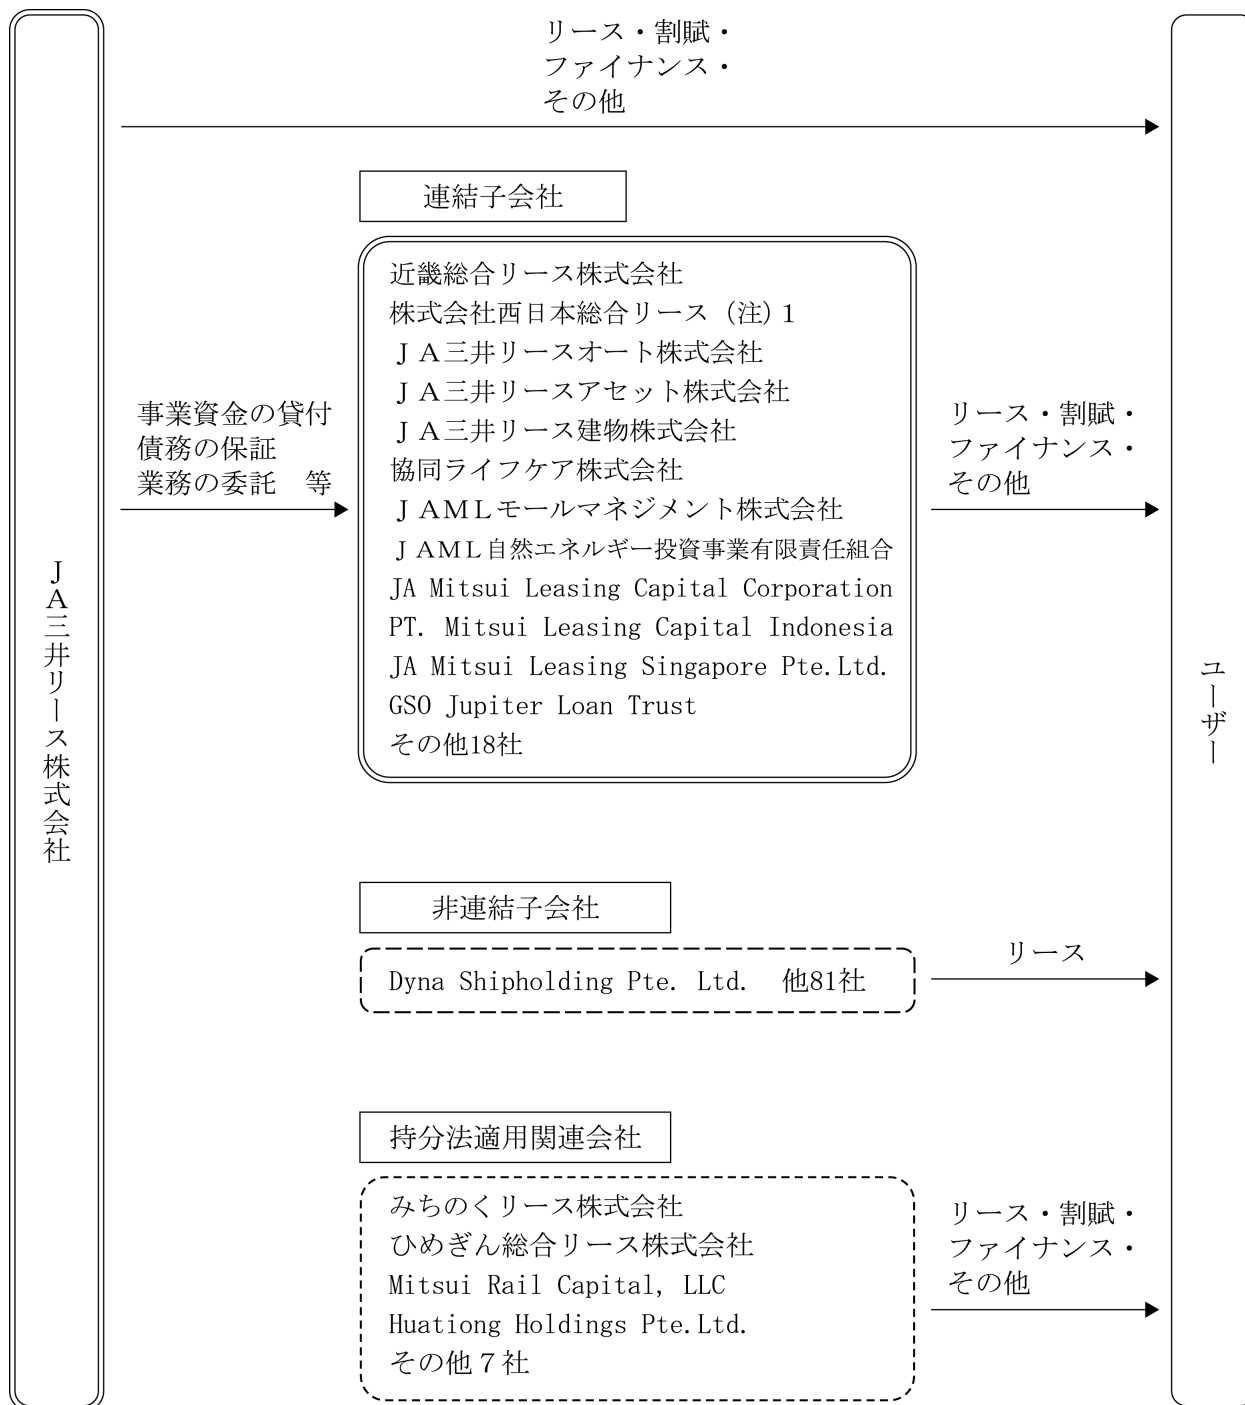 リース・割賦・
ファイナンス・
その他
連結子会社
近畿総合リース株式会社
株式会社西日本総合リース（注）１
ＪＡ三井リースオート株式会社
ＪＡ三井リースアセット株式会社
ＪＡ三井リース建物株式会社
協同ライフケア株式会社
ＪＡＭＬモールマネジメント株式会社
ＪＡＭＬ自然エネルギー投資事業有限責任組合
JA Mitsui Leasing Capital Corporation
PT. Mitsui Leasing Capital Indonesia
JA Mitsui Leasing Singapore Pte.Ltd.
GSO Jupiter Loan Trust
その他18社
事業資金の貸付
債務の保証
業務の委託　等
リース・割賦・
ファイナンス・
その他
ＪＡ三井リース株式会社
ユーザー
非連結子会社
Dyna Shipholding Pte. Ltd.　他81社
リース
持分法適用関連会社
みちのくリース株式会社
ひめぎん総合リース株式会社
Mitsui Rail Capital, LLC
Huationg Holdings Pte.Ltd.
その他７社
リース・割賦・
ファイナンス・
その他